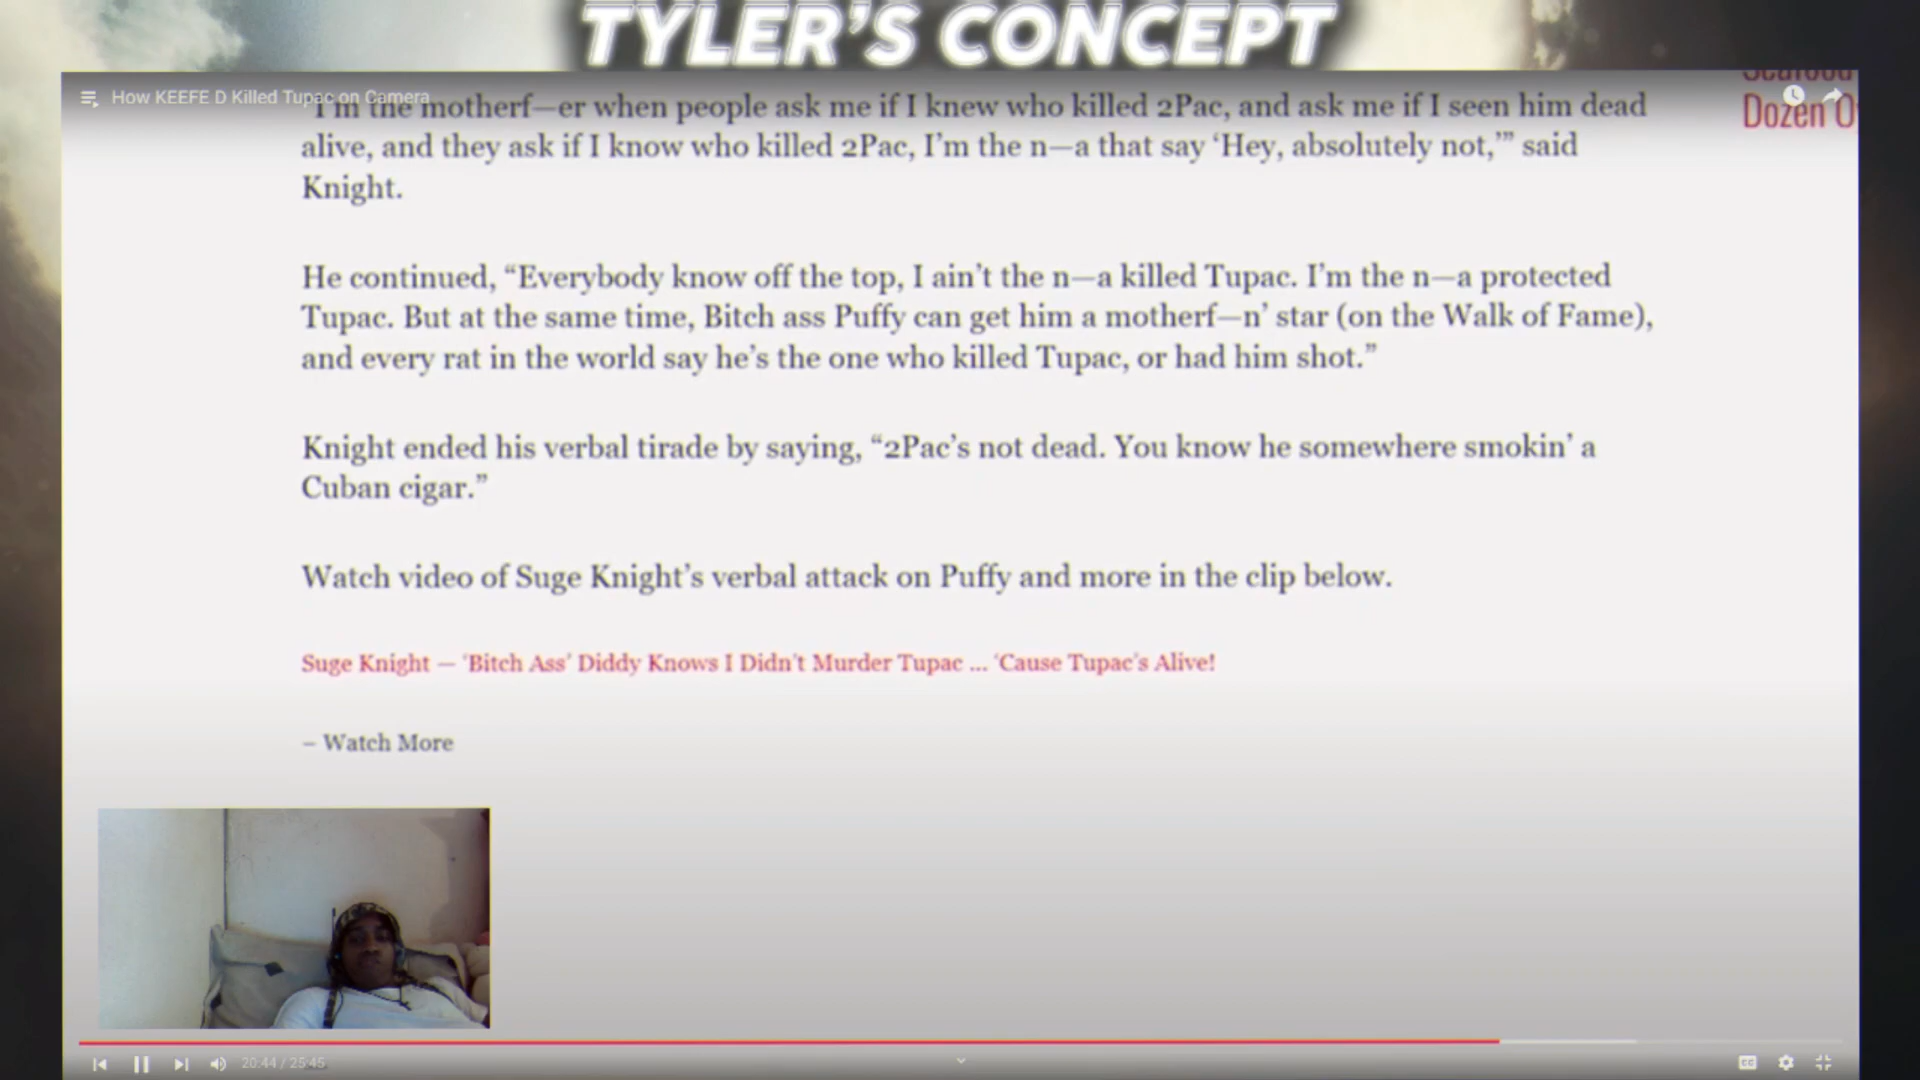 TYLER'S CONCEPT
How KEEFE D Killed Tupac on Camera
Dozen O
"I'm the motherf—er when people ask me if I knew who killed 2Pac, and ask me if I seen him dead
alive, and they ask if I know who killed 2Pac, I'm the n—a that say ‘Hey, absolutely not,’” said
Knight.
He continued, “Everybody know off the top, I ain’t the n—a killed Tupac. I’m the n—a protected
Tupac. But at the same time, Bitch ass Puffy can get him a motherf—n’ star (on the Walk of Fame),
and every rat in the world say he’s the one who killed Tupac, or had him shot.”
Knight ended his verbal tirade by saying, “2Pac’s not dead. You know he somewhere smokin’ a
Cuban cigar.”
Watch video of Suge Knight’s verbal attack on Puffy and more in the clip below.
Suge Knight — ‘Bitch Ass’ Diddy Knows I Didn’t Murder Tupac ... ‘Cause Tupac’s Alive!
– Watch More
20:44 / 25:45
CC